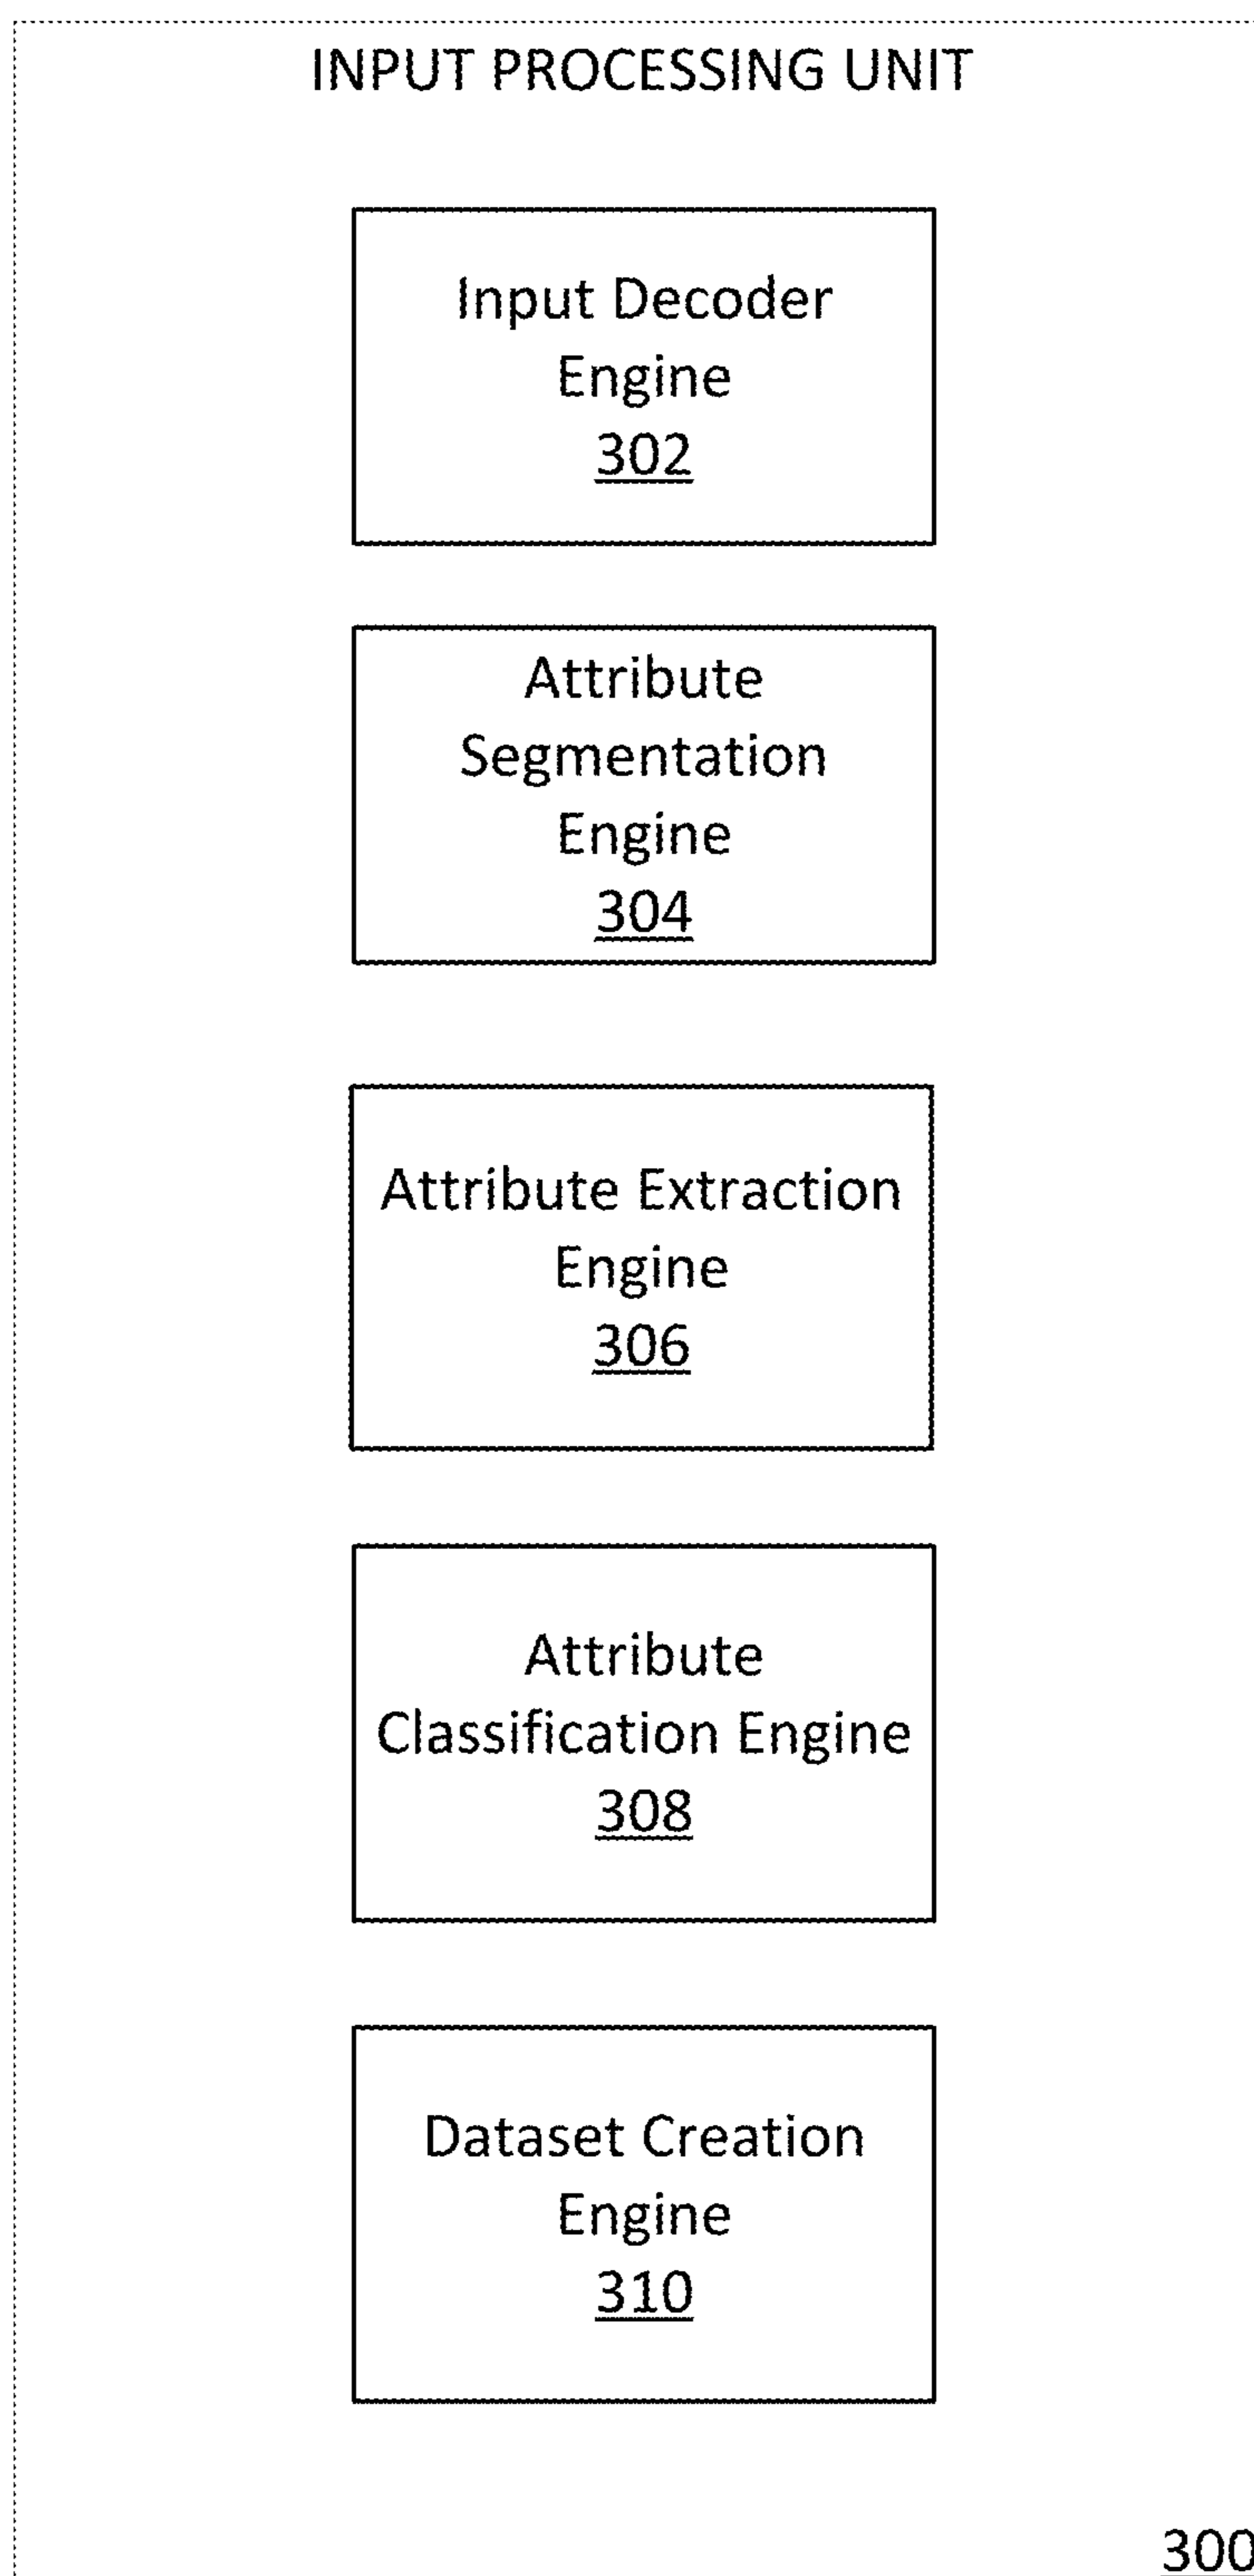 INPUT PROCESSING UNIT
Input Decoder
Engine
302
Attribute
Segmentation
Engine
304
Attribute Extraction
Engine
306
Attribute
Classification Engine
308
Dataset Creation
Engine
310
300